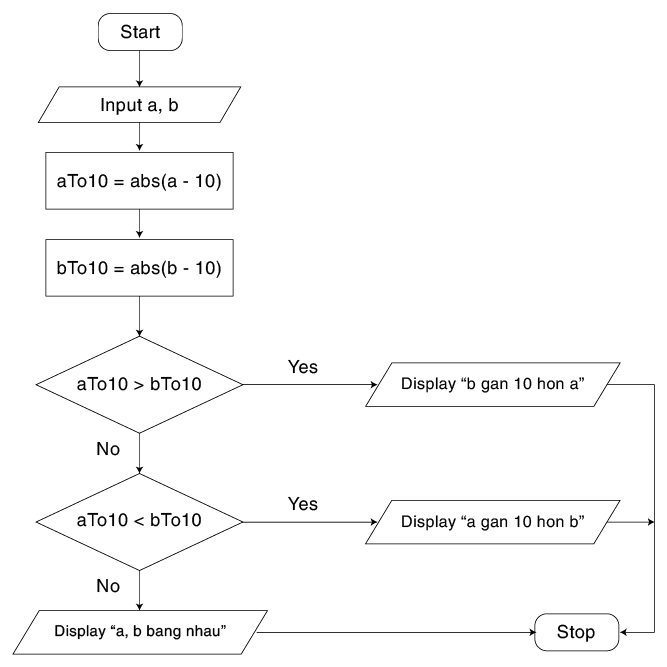 Start
Input a, b
aTo10 = abs(a - 10)
bTo10 = abs(b - 10)
aTo10 > bTo10
Yes
Display “b gan 10 hon a”
No
aTo10 < bTo10
Yes
Display “a gan 10 hon b”
No
Display “a, b bang nhau”
Stop